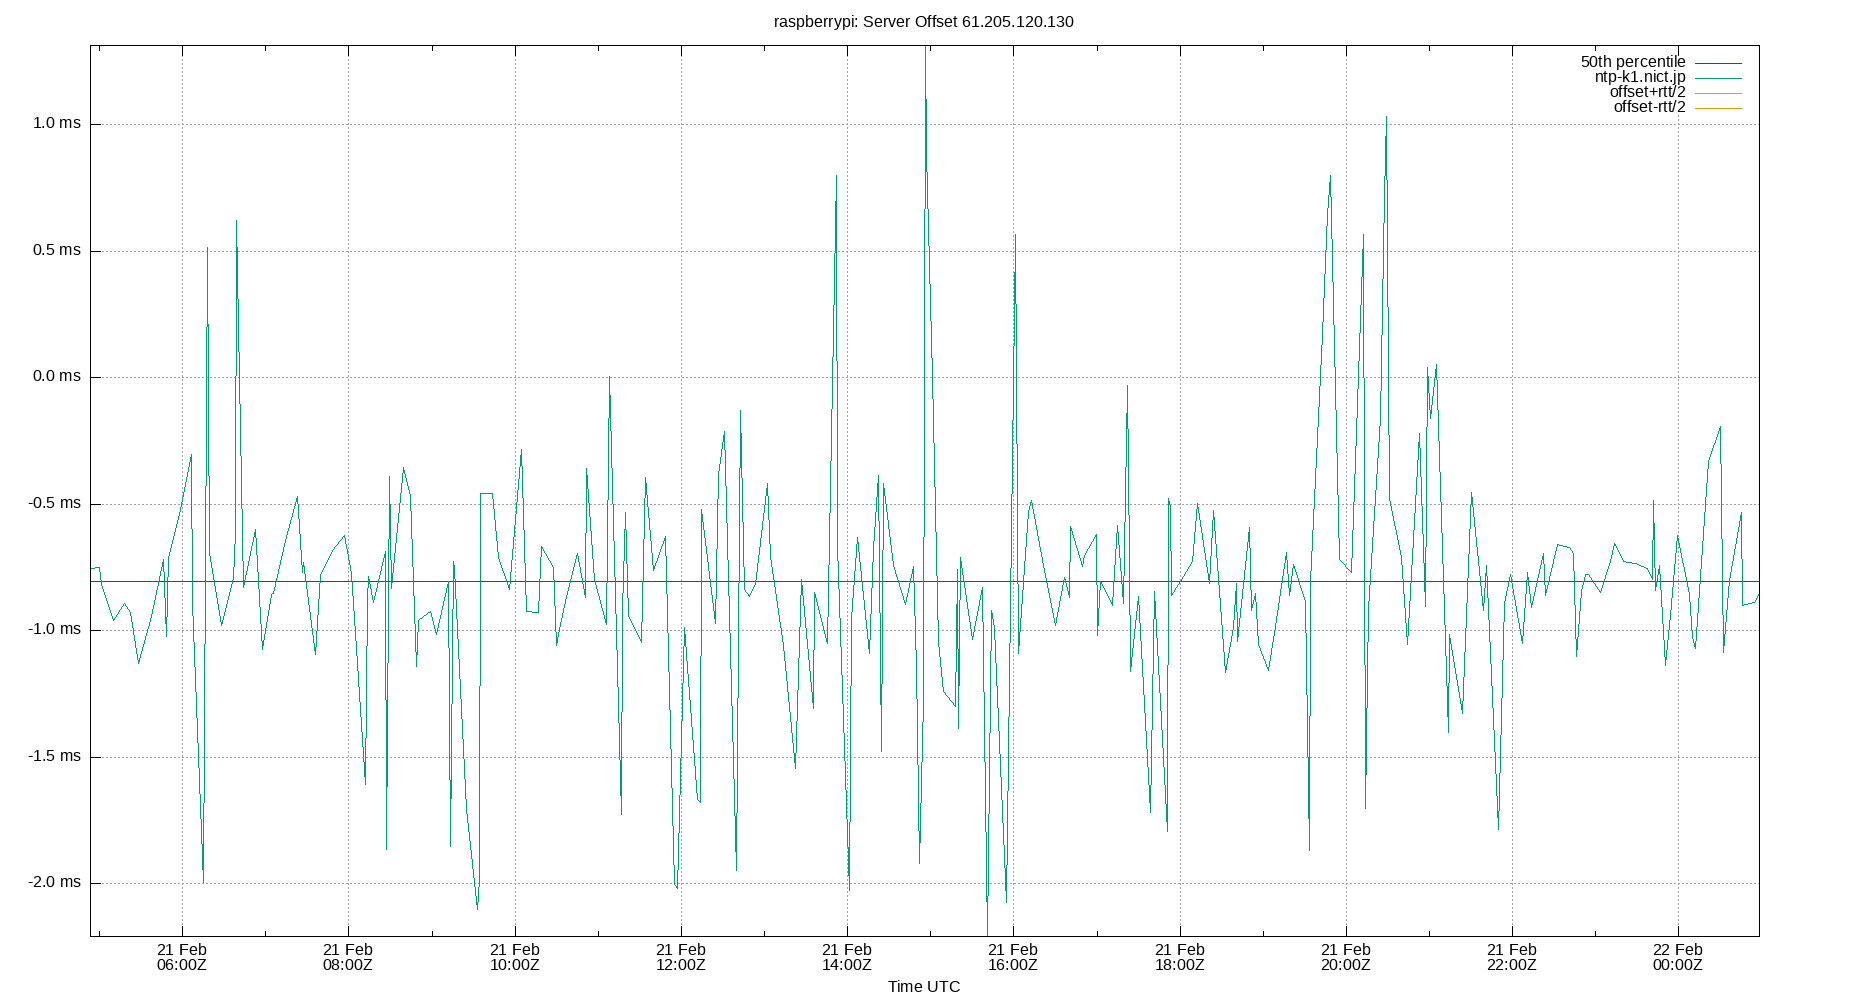 raspberrypi: Server Offset 61.205.120.130
50th percentile
ntp-k1.nict.jp
offset+rtt/2
offset-rtt/2
1.0 ms
0.5 ms
0.0 ms
-0.5 ms
-1.0 ms
-1.5 ms
-2.0 ms
21 Feb 21 Feb 21 Feb 21 Feb 21 Feb 21 Feb 21 Feb 21 Feb 21 Feb 22 Feb
06:00Z 08:00Z 10:00Z 12:00Z 14:00Z 16:00Z 18:00Z 20:00Z 22:00Z 00:00Z
Time UTC